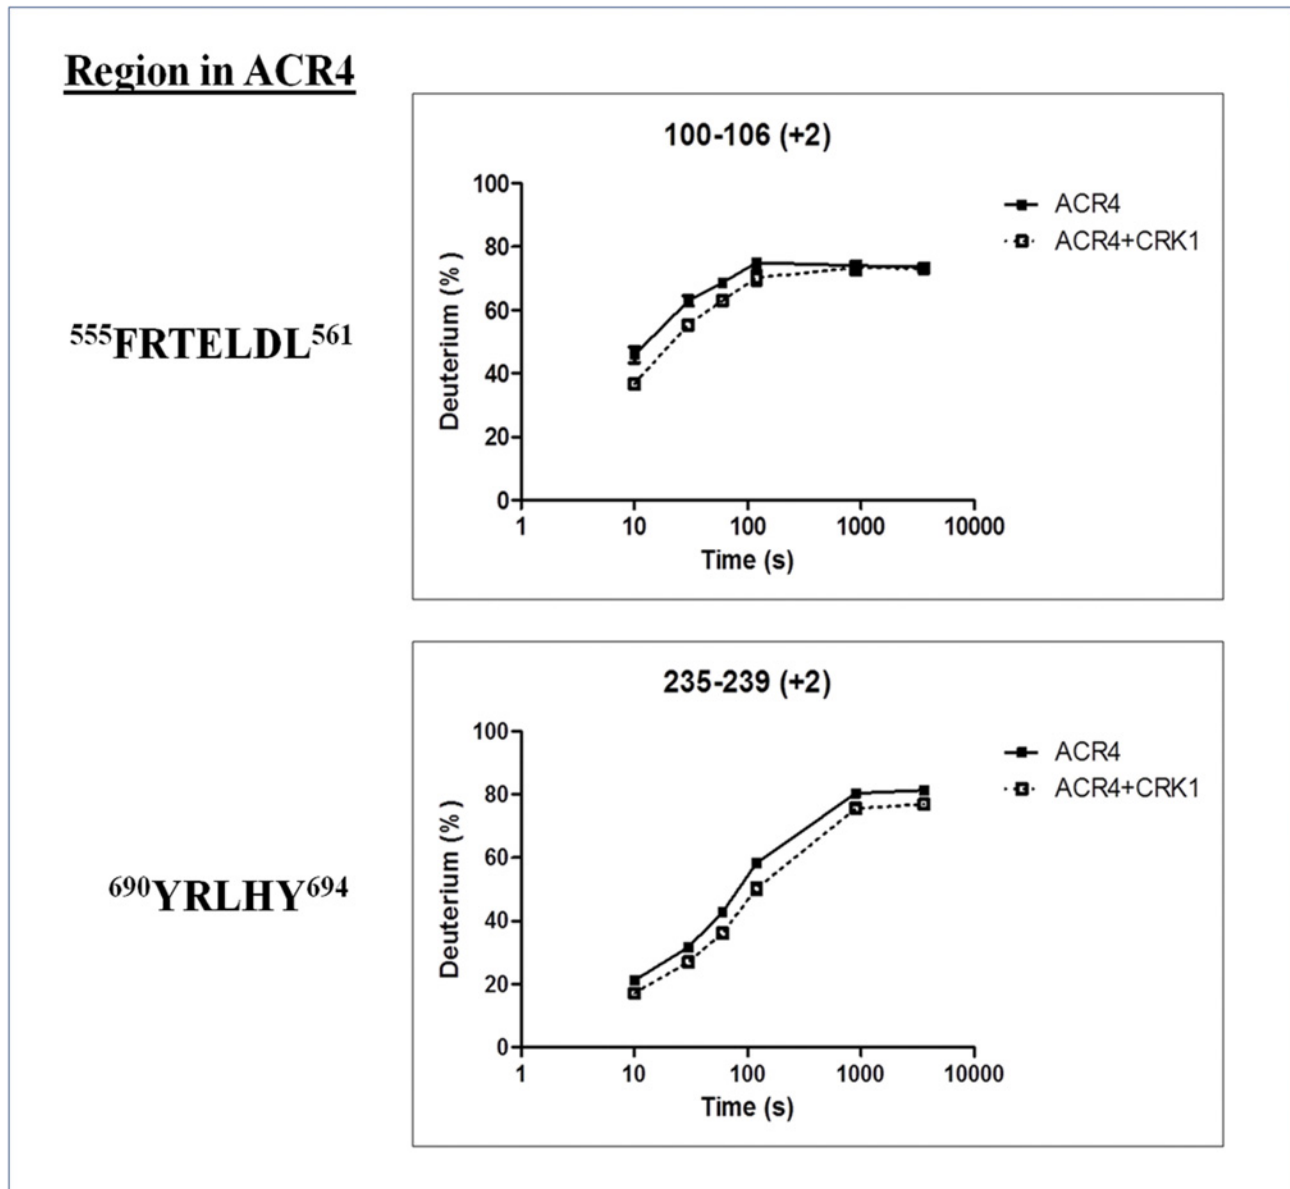 Region in ACR4
100-106 (+2)
100
80
60
40
20
0
Deuterium (%)
1
10
100
1000
10000
Time (s)
ACR4
ACR4+CRK1
555FRTELDL561
235-239 (+2)
100
80
60
40
20
0
Deuterium (%)
1
10
100
1000
10000
Time (s)
ACR4
ACR4+CRK1
690YRLHY694